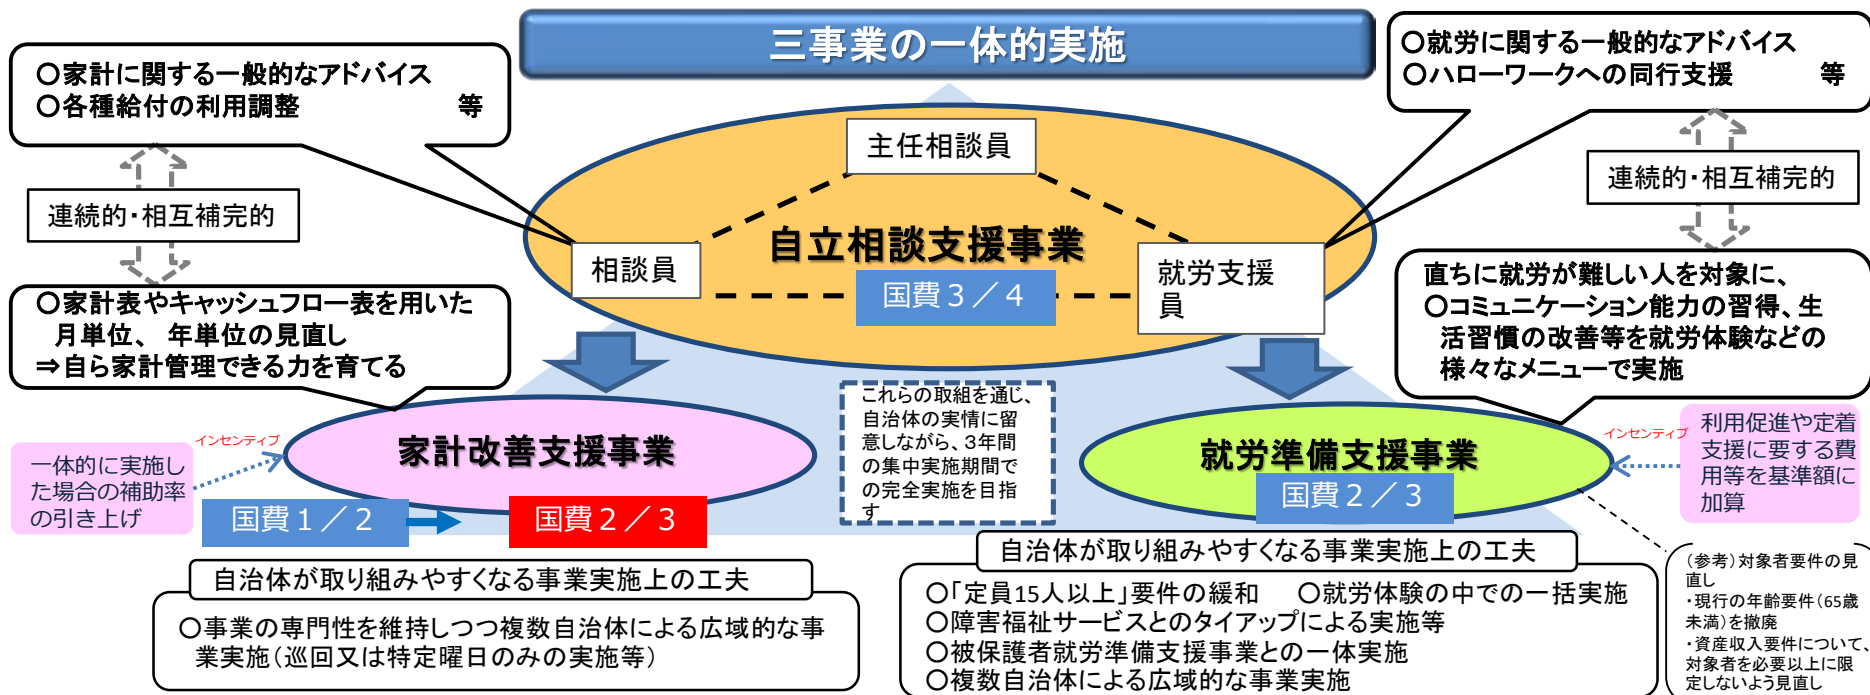 三事業の一体的実施
〇家計に関する一般的なアドバイス
〇各種給付の利用調整　等
〇就労に関する一般的なアドバイス
〇ハローワークへの同行支援　等
主任相談員
連続的・相互補完的
連続的・相互補完的
自立相談支援事業
相談員
国費３／４
就労支援
員
〇家計表やキャッシュフロー表を用いた
月単位、 年単位の見直し
⇒自ら家計管理できる力を育てる
直ちに就労が難しい人を対象に、
〇コミュニケーション能力の習得、生
活習慣の改善等を就労体験などの
様々なメニューで実施
これらの取組を通じ、
自治体の実情に留
意しながら、3年間
の集中実施期間で
の完全実施を目指
す
インセンティブ
一体的に実施し
た場合の補助率
の引き上げ
家計改善支援事業
国費１／２
国費２／３
就労準備支援事業
国費２／３
インセンティブ
利用促進や定着
支援に要する費
用等を基準額に
加算
自治体が取り組みやすくなる事業実施上の工夫
〇事業の専門性を維持しつつ複数自治体による広域的な事
業実施（巡回又は特定曜日のみの実施等）
自治体が取り組みやすくなる事業実施上の工夫
〇「定員15人以上」要件の緩和　〇就労体験の中での一括実施
〇障害福祉サービスとのタイアップによる実施等
〇被保護者就労準備支援事業との一体実施
〇複数自治体による広域的な事業実施
（参考）対象者要件の見
直し
・現行の年齢要件（65歳
未満）を撤廃
・資産収入要件について、
対象者を必要以上に限
定しないよう見直し